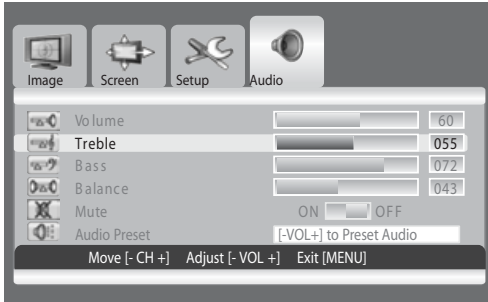 Image Screen Setup Audio
Volume 60
Treble 055
Bass 072
Balance 043
Mute ON OFF
Audio Preset [-VOL+] to Preset Audio
Move [- CH +] Adjust [- VOL +] Exit [MENU]